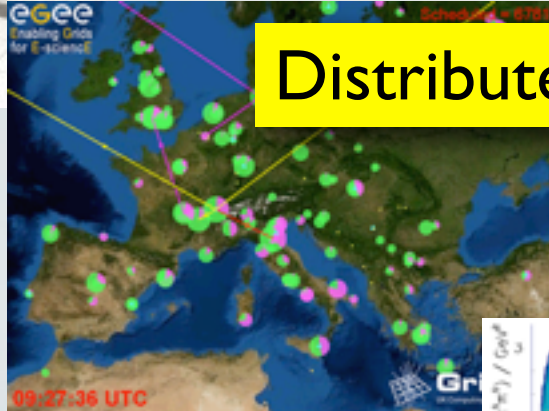 egee
Enabling Grids
for E-sciencE
Distribute
09:27:36 UTC
Gri